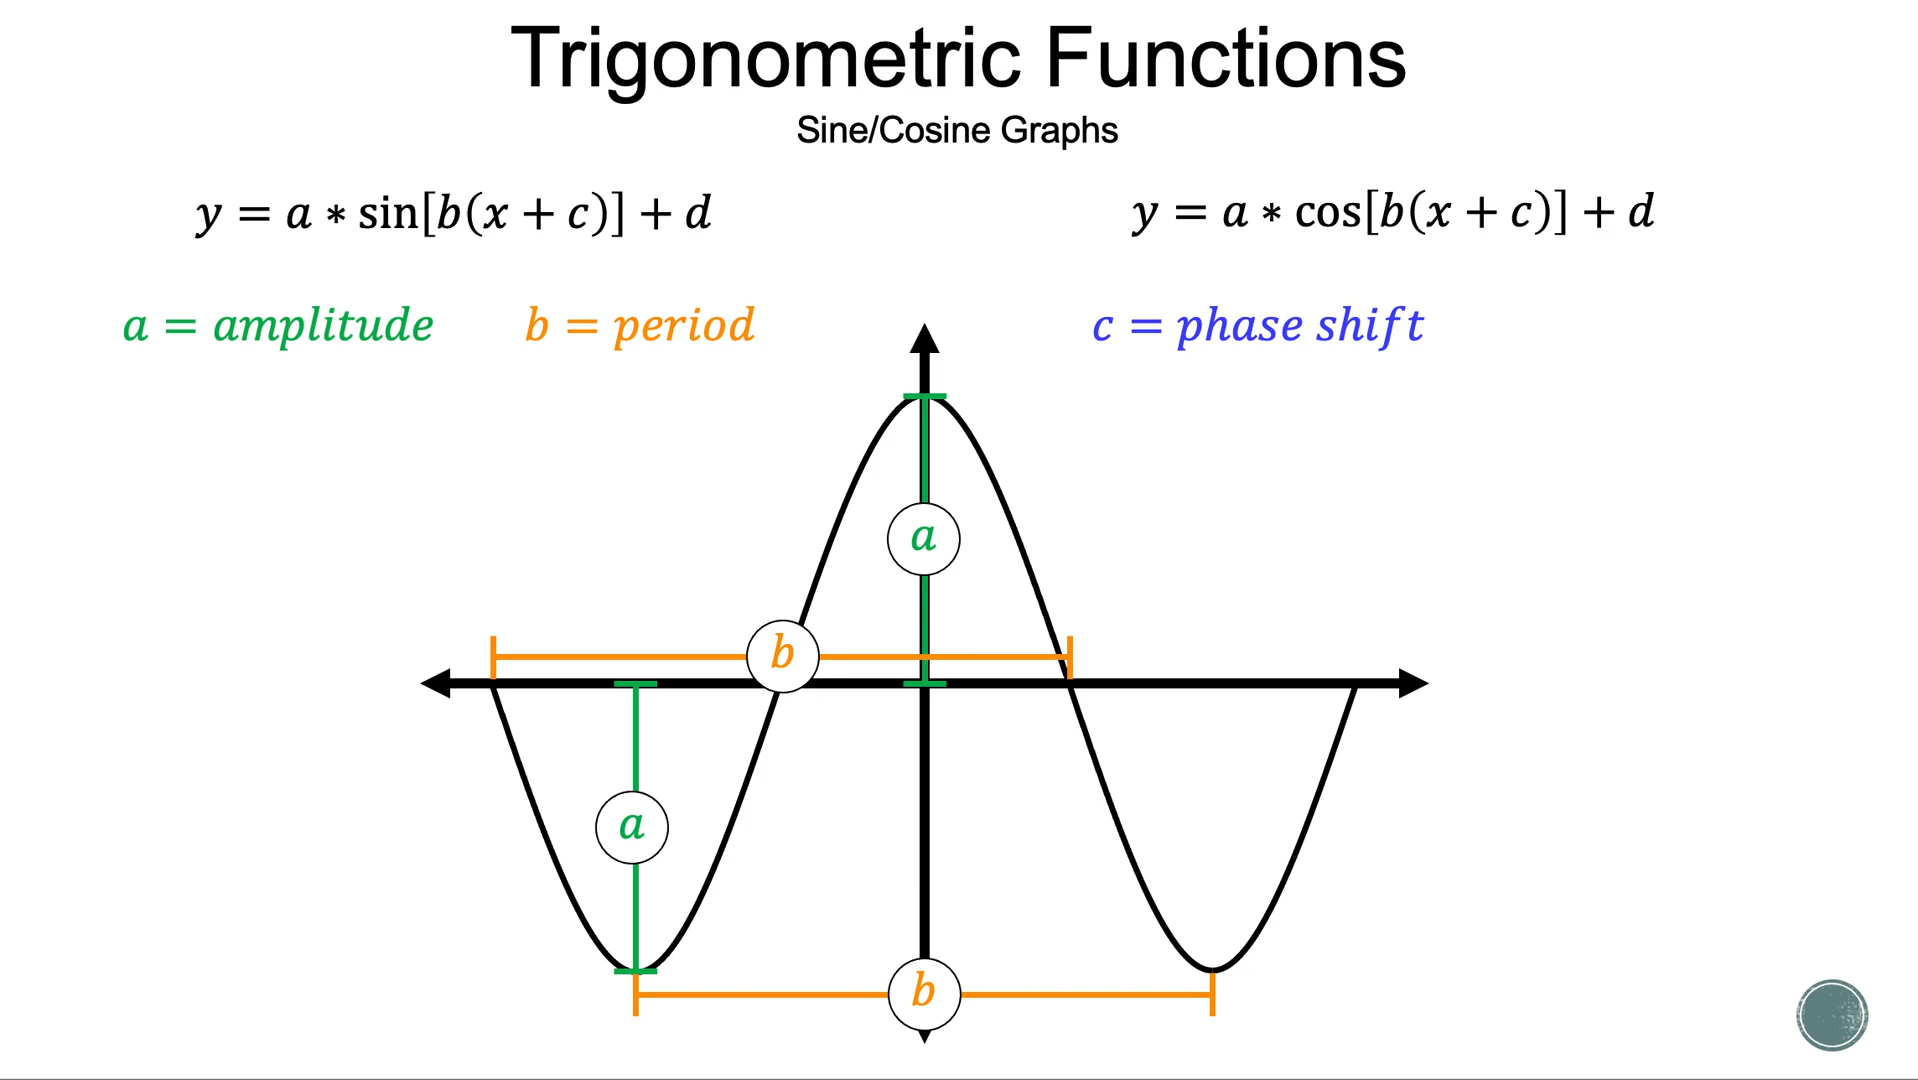 Trigonometric Functions
Sine/Cosine Graphs
y = a * sin[b(x + c)] + d
y = a * cos[b(x + c)] + d
a = amplitude
b = period
c = phase shift
a
b
a
b